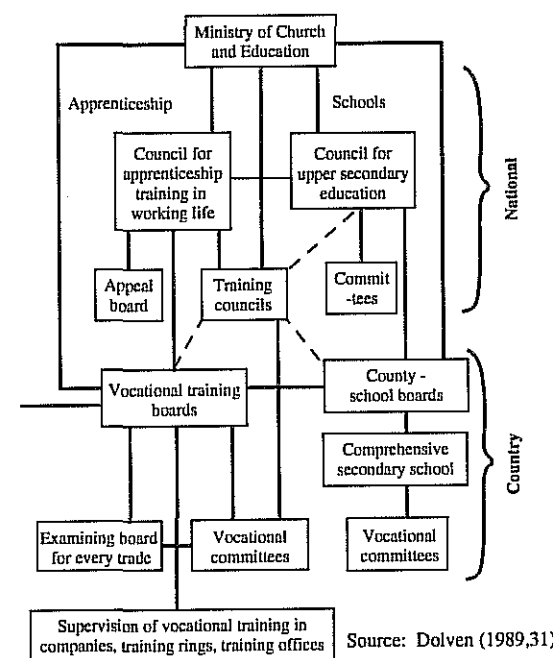 Ministry of Church
and Education
Apprenticeship
Schools
Council for
apprenticeship
training in
working life
Council for
upper secondary
education
National
Appeal
board
Training
councils
Commit
-tees
Vocational training
boards
County -
school boards
Comprehensive
secondary school
Country
Examining board
for every trade
Vocational
committees
Vocational
committees
Supervision of vocational training in
companies, training rings, training offices
Source: Dolven (1989,31)